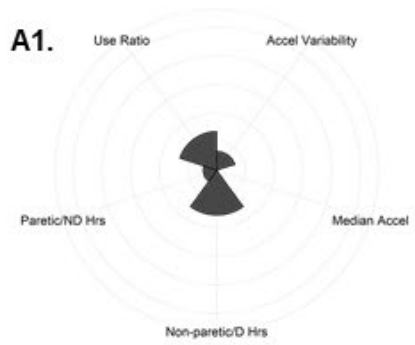 A1.
Use Ratio
Accel Variability
Paretic/ND Hrs
Median Accel
Non-paretic/D Hrs